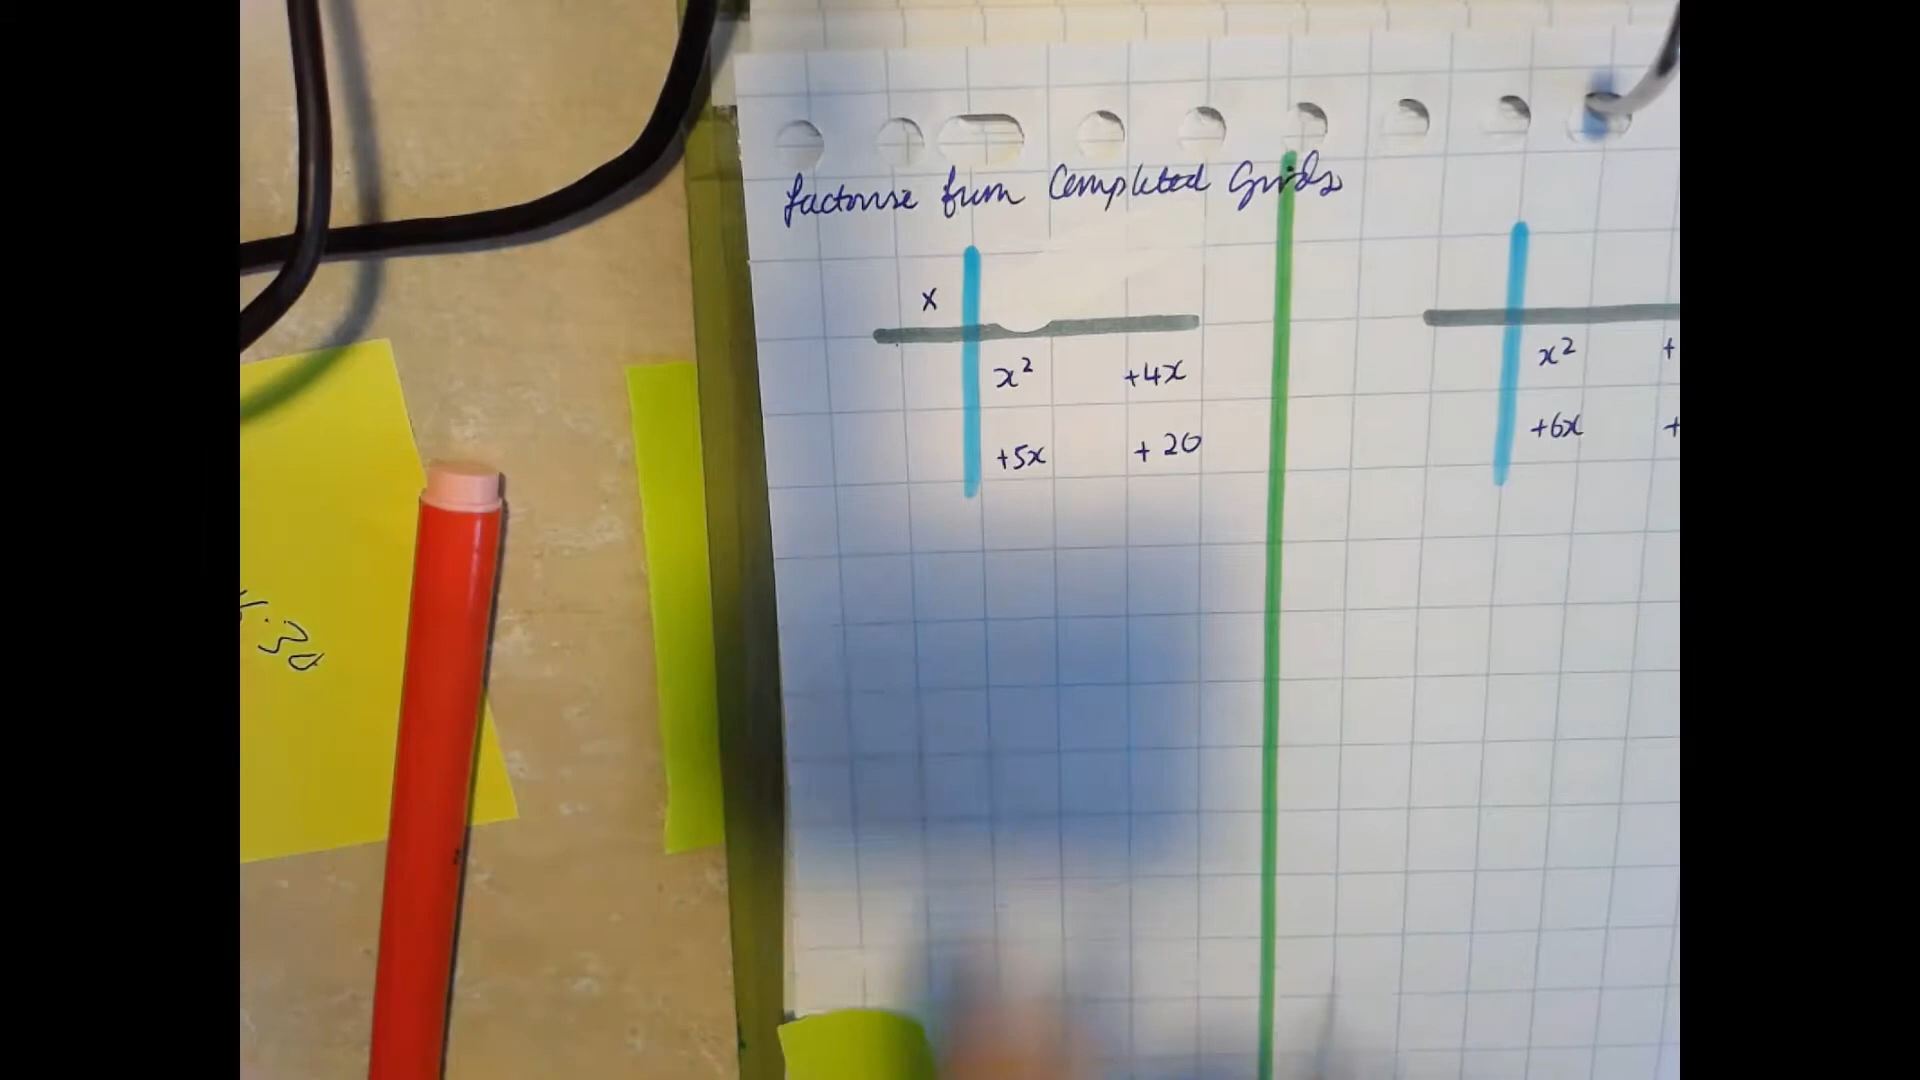 factorise from Completed Grids
x
x² +4x
+5x + 20
x² +
+6x +